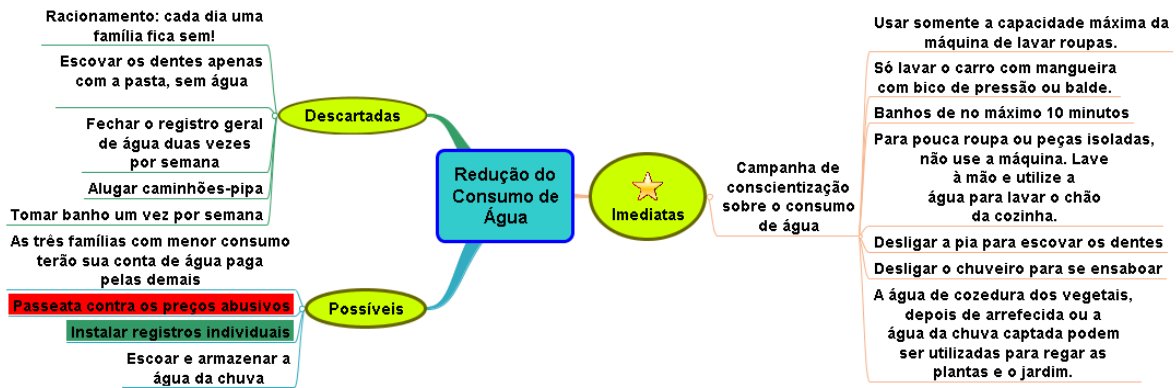 Redução do
Consumo de
Água
Descartadas
Racionamento: cada dia uma
família fica sem!
Escovar os dentes apenas
com a pasta, sem água
Fechar o registro geral
de água duas vezes
por semana
Alugar caminhões-pipa
Tomar banho um vez por semana
Possíveis
As três famílias com menor consumo
terão sua conta de água paga
pelas demais
Passeata contra os preços abusivos
Instalar registros individuais
Escoar e armazenar a
água da chuva
Imediatas
Campanha de
conscientização
sobre o consumo
de água
Usar somente a capacidade máxima da
máquina de lavar roupas.
Só lavar o carro com mangueira
com bico de pressão ou balde.
Banhos de no máximo 10 minutos
Para pouca roupa ou peças isoladas,
não use a máquina. Lave
à mão e utilize a
água para lavar o chão
da cozinha.
Desligar a pia para escovar os dentes
Desligar o chuveiro para se ensaboar
A água de cozedura dos vegetais,
depois de arrefecida ou a
água da chuva captada podem
ser utilizadas para regar as
plantas e o jardim.